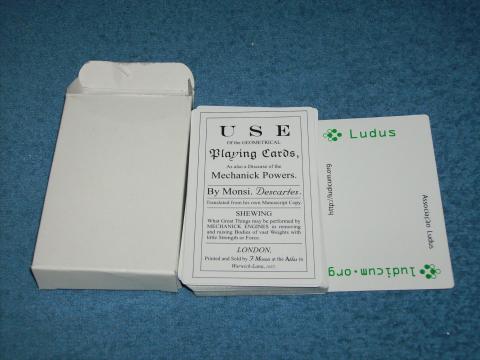 USE
Of the GEOMETRICAL
Playing Cards,
As also a Discourse of the
Mechanick Powers.
By Monsi. Descartes.
Translated from his own Manuscript Copy.
SHEWING
What Great Things may be performed by
MECHANICK ENGINES in removing
and raising Bodies of vast Weights with
little Strength or Force.
LONDON,
Printed and Sold by J Moxon at the Atlas in
Warwick-Lane,
Ludus
http://ludicum.org
Associação Ludus
ludicum.org